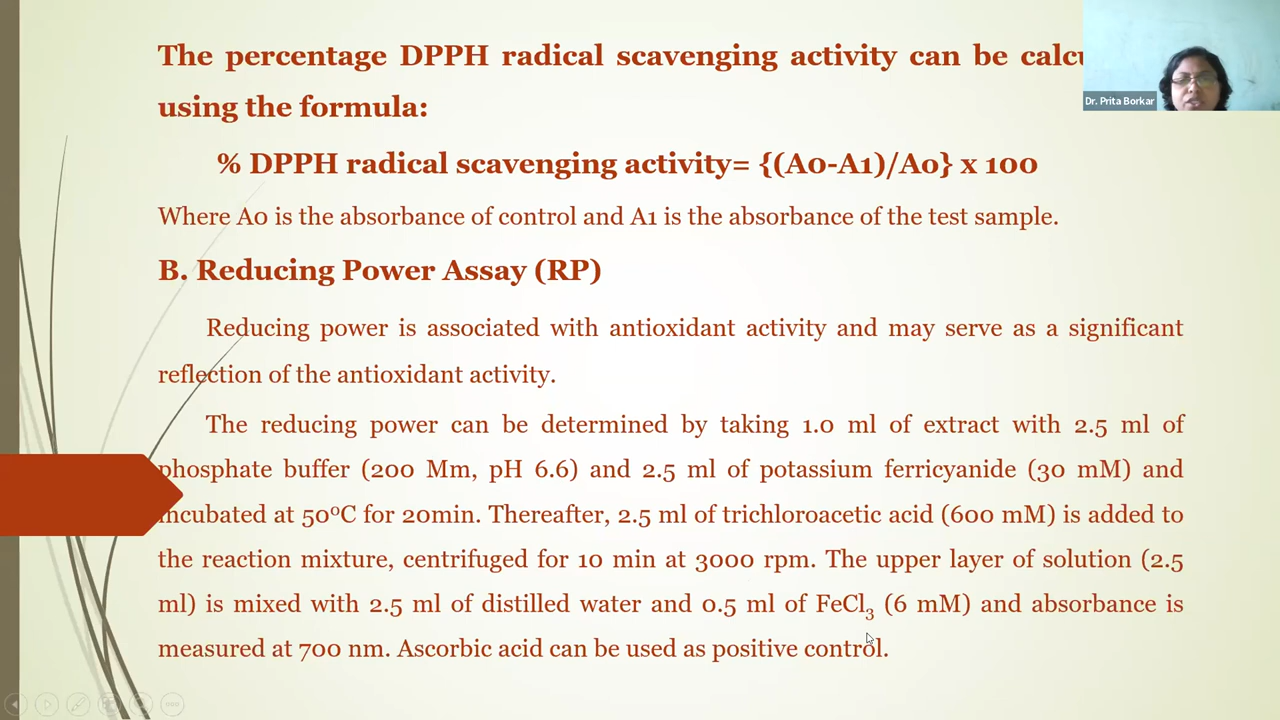 The percentage DPPH radical scavenging activity can be
using the formula:
% DPPH radical scavenging activity= {(A0-A1)/Ao} x 100
Where A0 is the absorbance of control and A1 is the absorbance of the test sample.
B. Reducing Power Assay (RP)
Reducing power is associated with antioxidant activity and may serve as a significant
reflection of the antioxidant activity.
The reducing power can be determined by taking 1.0 ml of extract with 2.5 ml of
phosphate buffer (200 Mm, pH 6.6) and 2.5 ml of potassium ferricyanide (30 mM) and
incubated at 50⁰C for 20min. Thereafter, 2.5 ml of trichloroacetic acid (600 mM) is added to
the reaction mixture, centrifuged for 10 min at 3000 rpm. The upper layer of solution (2.5
ml) is mixed with 2.5 ml of distilled water and 0.5 ml of FeCl₃ (6 mM) and absorbance is
measured at 700 nm. Ascorbic acid can be used as positive control.
Dr. Prita Borkar